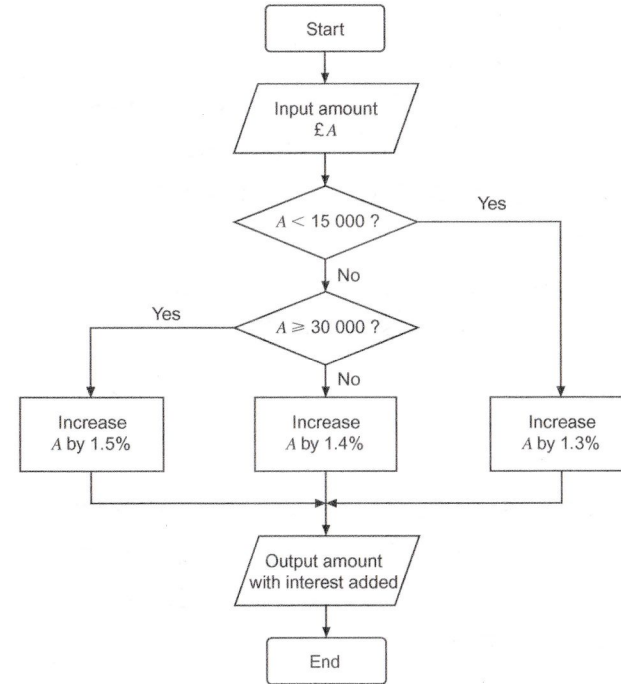 Start
Input amount
£A
A < 15 000 ?
Yes
No
Yes
A ⩾ 30 000 ?
No
Increase
A by 1.5%
Increase
A by 1.4%
Increase
A by 1.3%
Output amount
with interest added
End